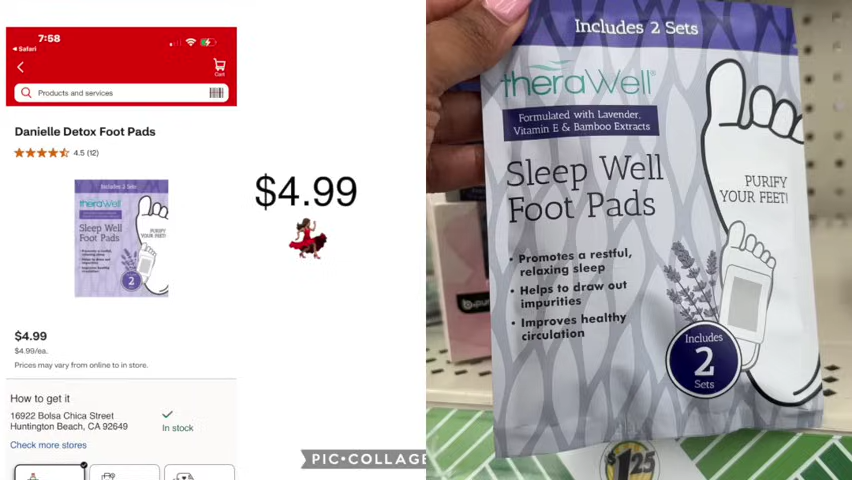 7:58
Safari
Cart
Products and services
Danielle Detox Foot Pads
4.5 (12)
Includes 2 Sets
theraWell
Sleep Well
Foot Pads
PURIFY
YOUR FEET!
2
$4.99
$4.99/ea.
Prices may vary from online to in store.
How to get it
16922 Bolsa Chica Street
Huntington Beach, CA 92649
In stock
Check more stores
$4.99
PIC•COLLAGE
Includes 2 Sets
theraWell®
Formulated with Lavender,
Vitamin E & Bamboo Extracts
Sleep Well
Foot Pads
PURIFY
YOUR FEET!
• Promotes a restful,
relaxing sleep
• Helps to draw out
impurities
• Improves healthy
circulation
Includes
2
Sets
$1.25